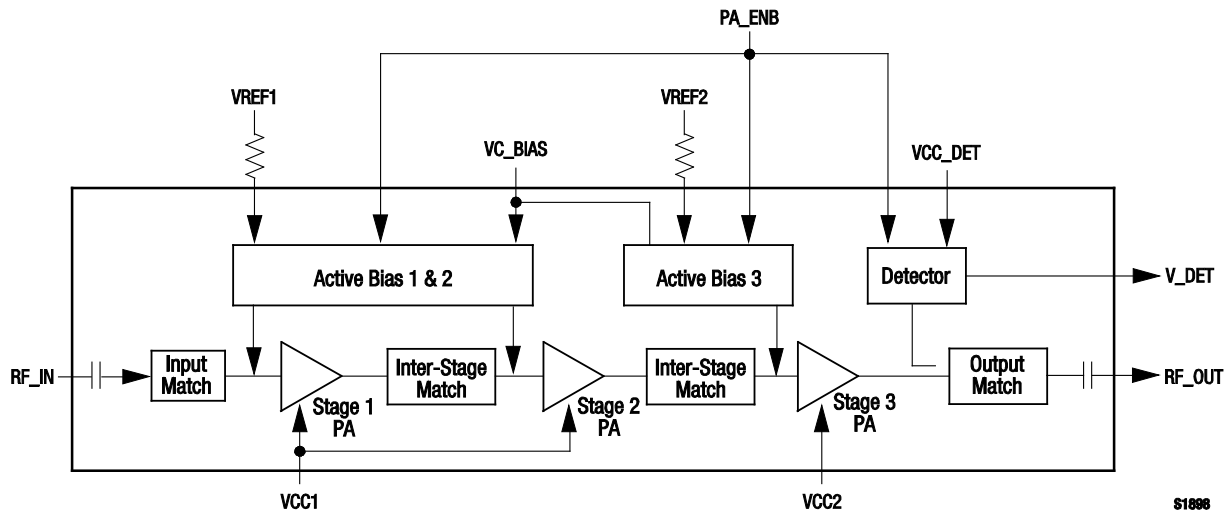 PA_ENB
VREF1
VREF2
VC_BIAS
VCC_DET
Active Bias 1 & 2
Active Bias 3
Detector
V_DET
RF_IN
Input
Match
Stage 1
PA
Inter-Stage
Match
Stage 2
PA
Inter-Stage
Match
Stage 3
PA
Output
Match
RF_OUT
VCC1
VCC2
S1898